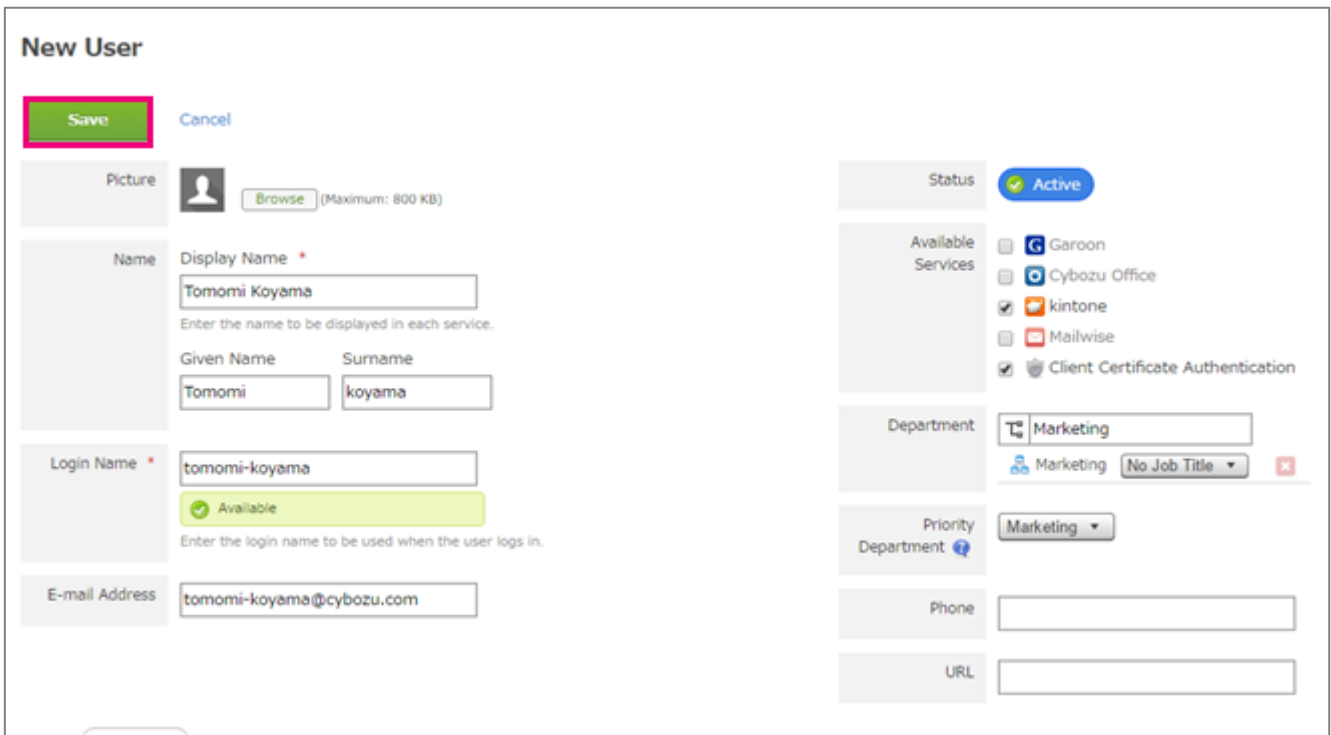 New User
Save Cancel
Picture
Browse (Maximum: 800 KB)
Name
Display Name *
Tomomi Koyama
Enter the name to be displayed in each service.
Given Name Surname
Tomomi koyama
Login Name *
tomomi-koyama
Available
Enter the login name to be used when the user logs in.
E-mail Address
tomomi-koyama@cybozu.com
Status
Active
Available
Services
G Garoon
Cybozu Office
kintone
Mailwise
Client Certificate Authentication
Department
Marketing
Marketing No Job Title
Priority
Department ?
Marketing
Phone
URL